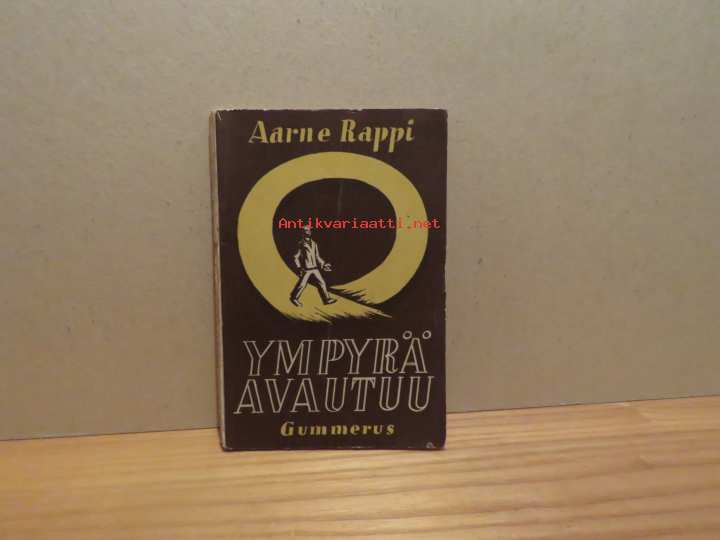 Aarne Rappi
Antikvariaatti.net
YMPYRÄ
AVAUTUU
Gummerus